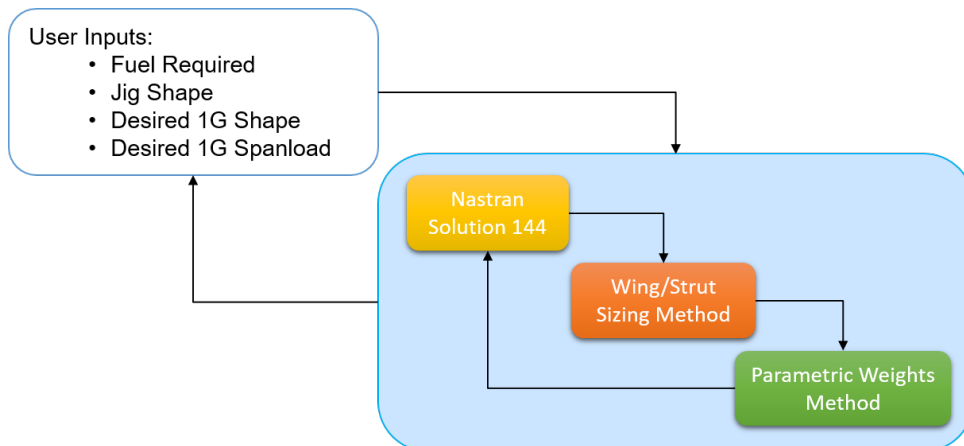 User Inputs:
• Fuel Required
• Jig Shape
• Desired 1G Shape
• Desired 1G Spanload
Nastran
Solution 144
Wing/Strut
Sizing Method
Parametric Weights
Method